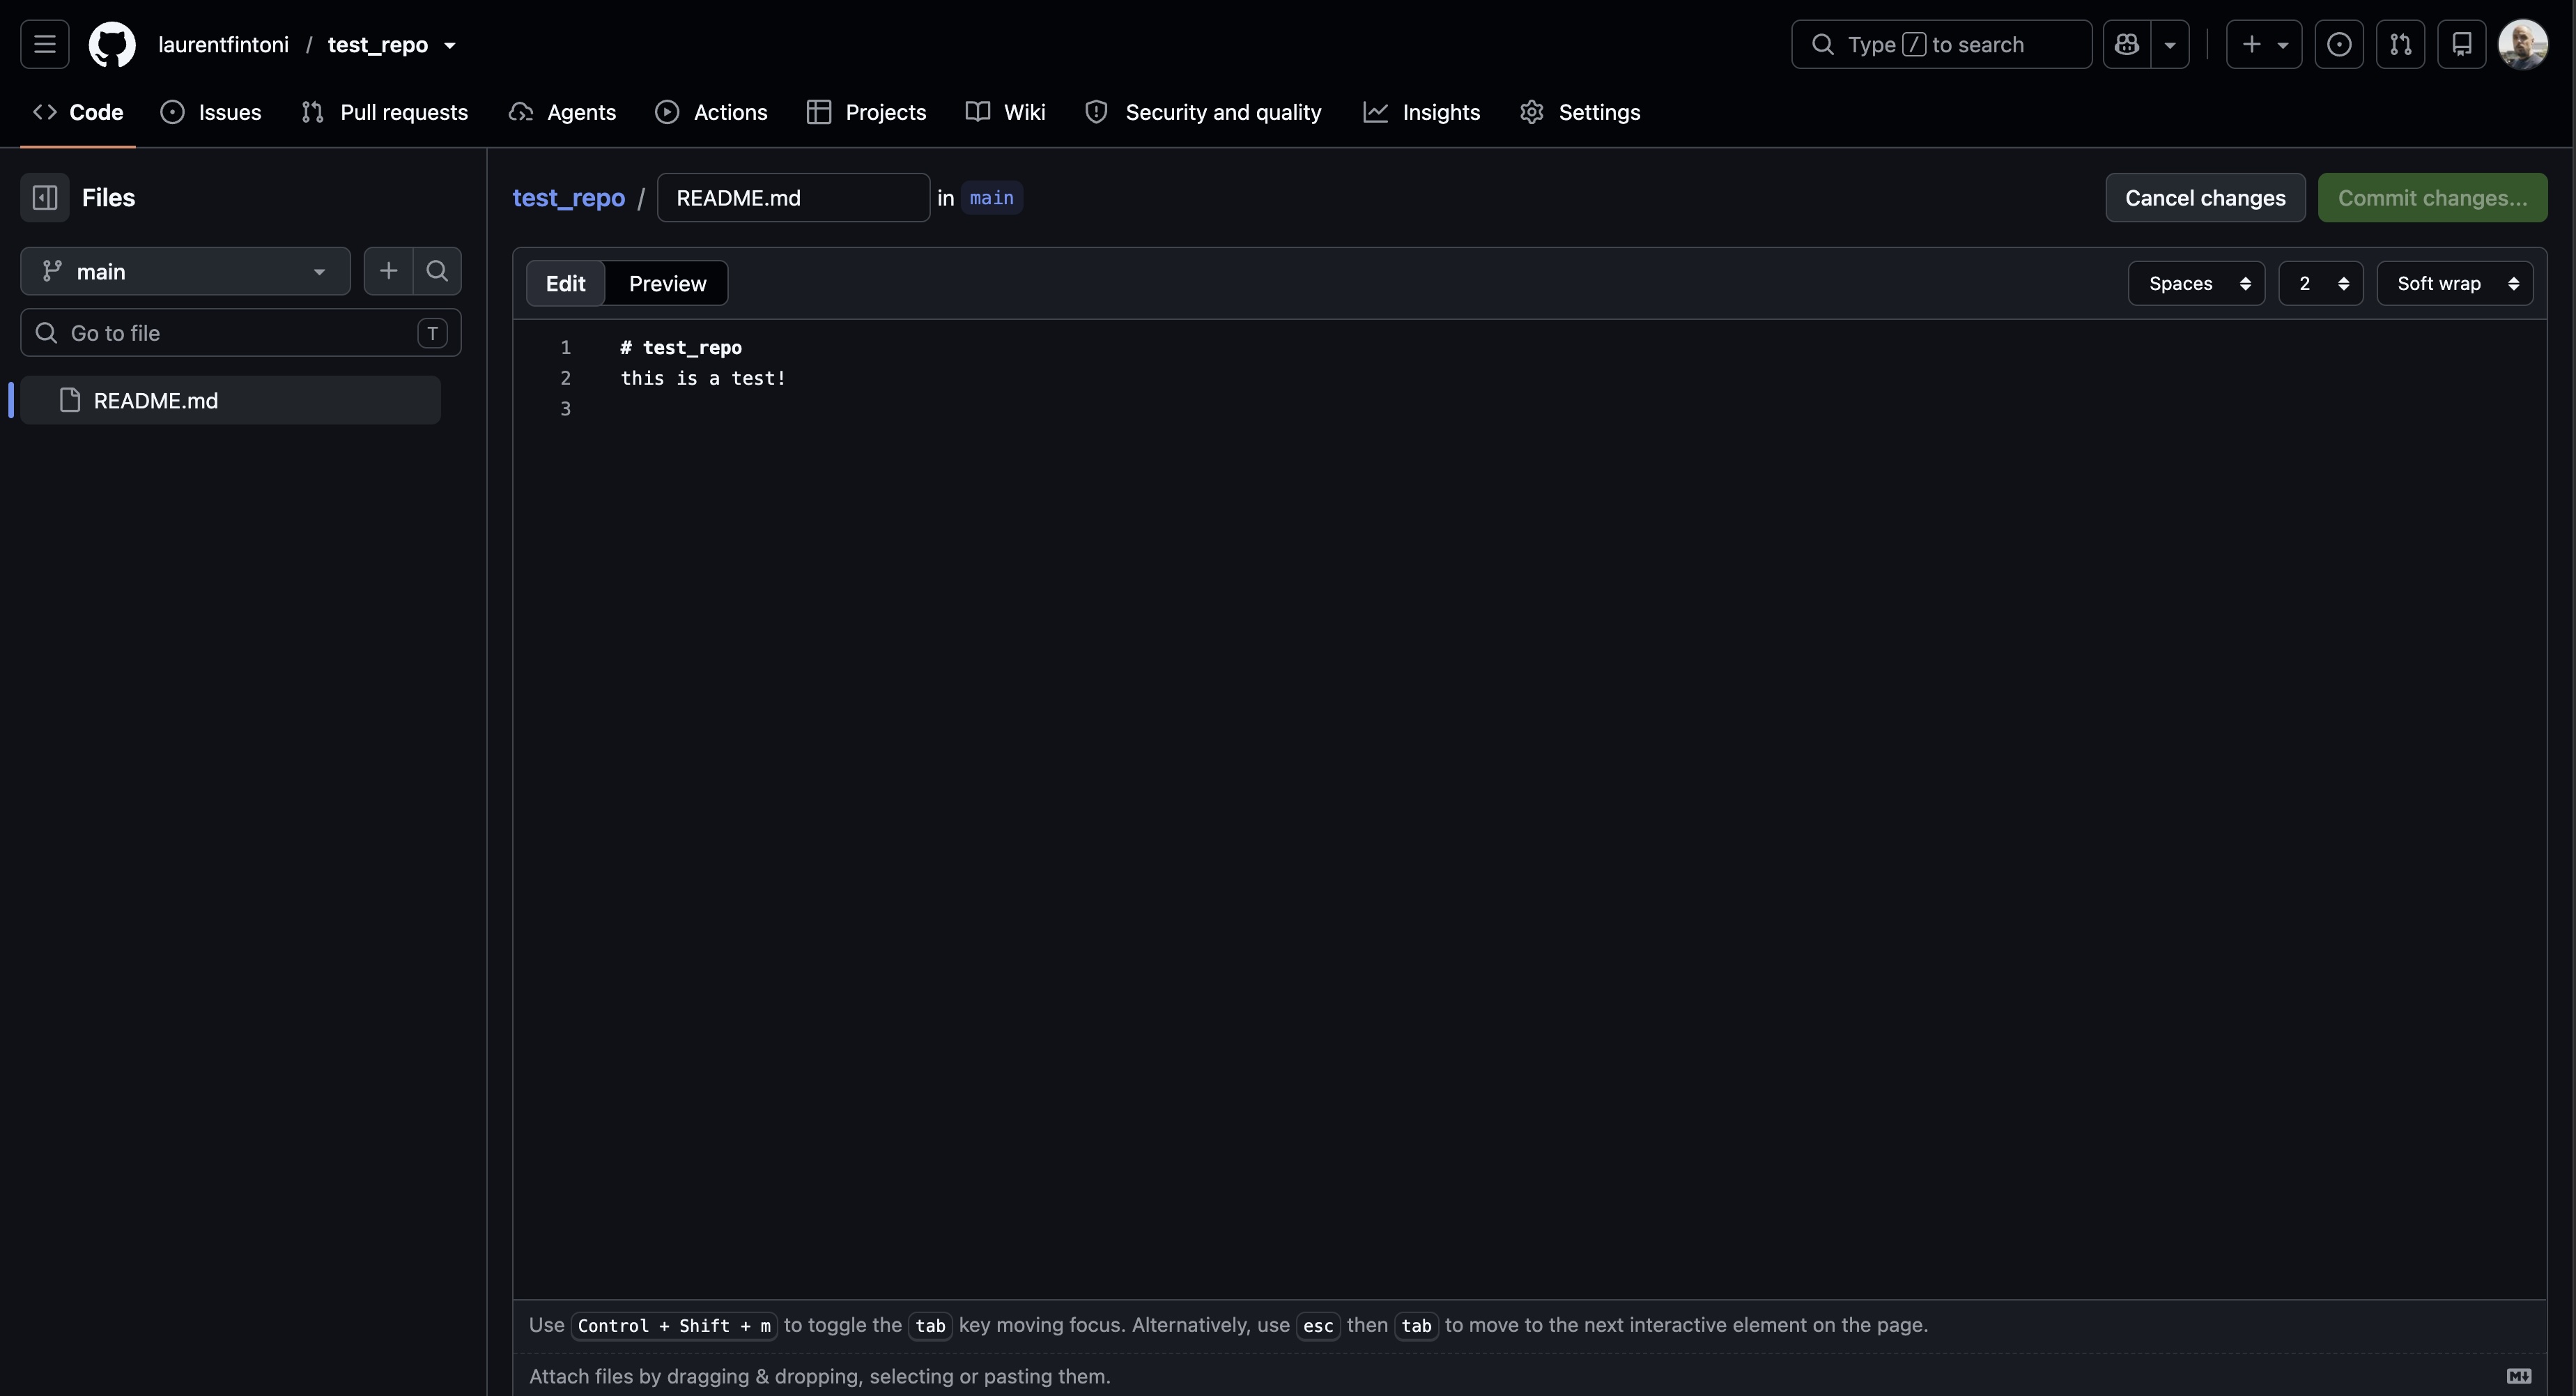 laurentfintoni / test_repo
Type / to search
Code Issues Pull requests Agents Actions Projects Wiki Security and quality Insights Settings
Files
main
Go to file T
README.md
test_repo / README.md in main
Cancel changes Commit changes...
Edit Preview
Spaces 2 Soft wrap
1 # test_repo
2 this is a test!
3
Use Control + Shift + m to toggle the tab key moving focus. Alternatively, use esc then tab to move to the next interactive element on the page.
Attach files by dragging & dropping, selecting or pasting them.